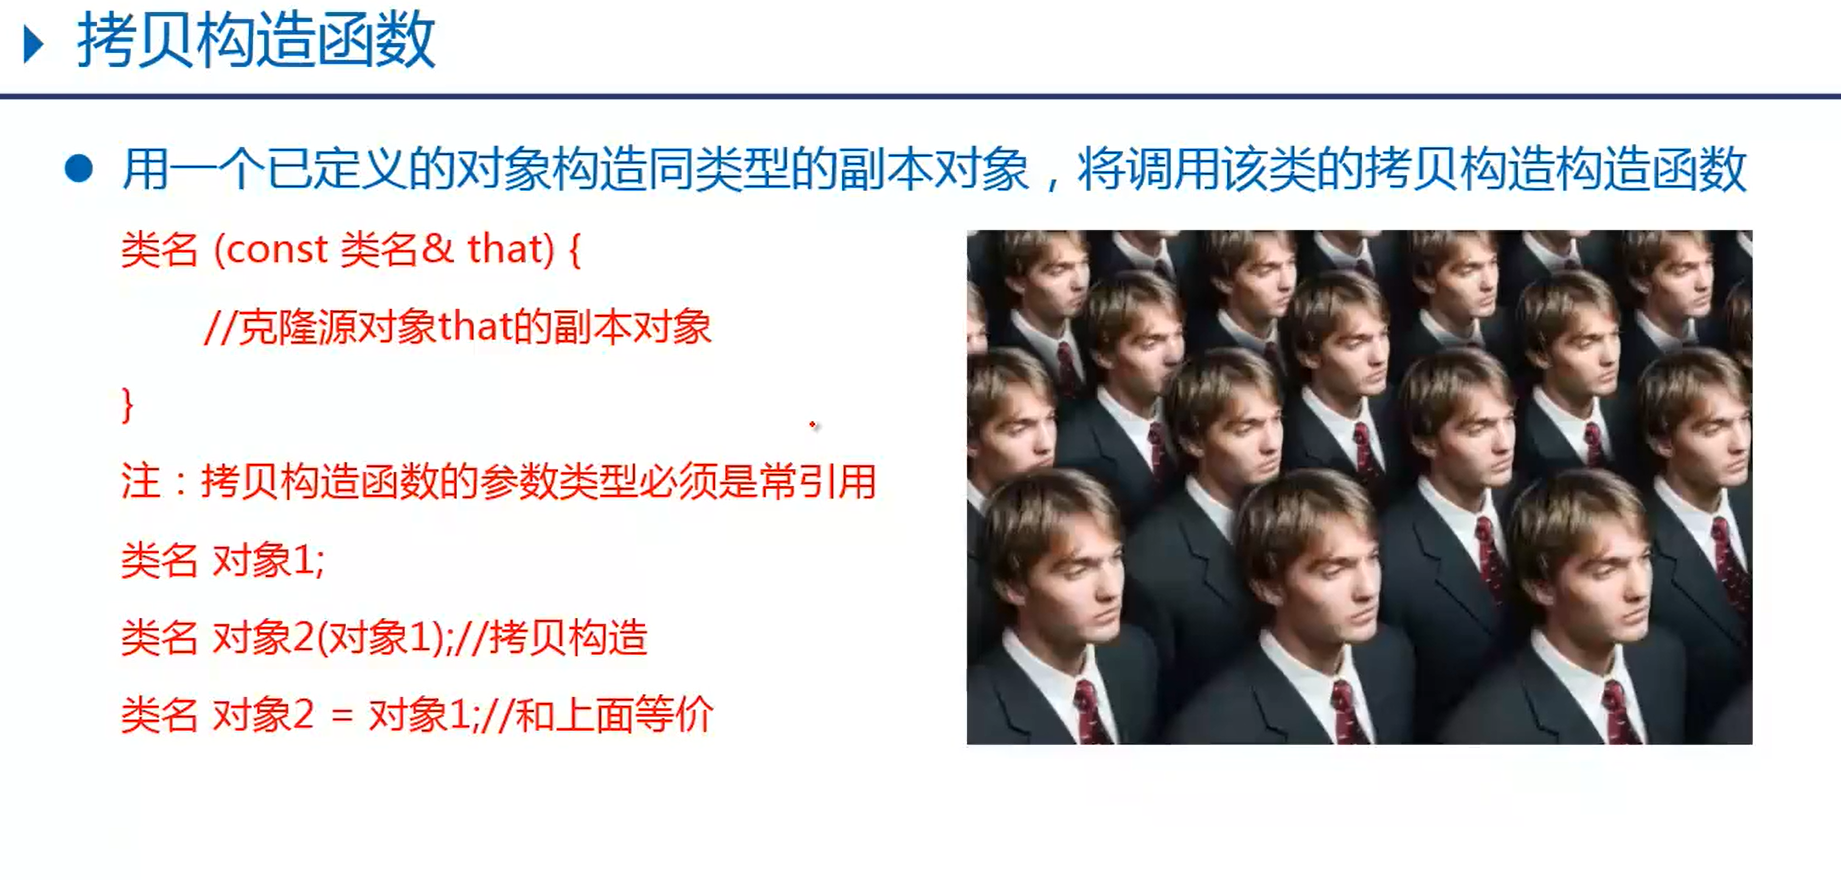 拷贝构造函数
用一个已定义的对象构造同类型的副本对象，将调用该类的拷贝构造构造函数
类名 (const 类名& that) {
//克隆源对象that的副本对象
}
注：拷贝构造函数的参数类型必须是常引用
类名 对象1;
类名 对象2(对象1);//拷贝构造
类名 对象2 = 对象1;//和上面等价